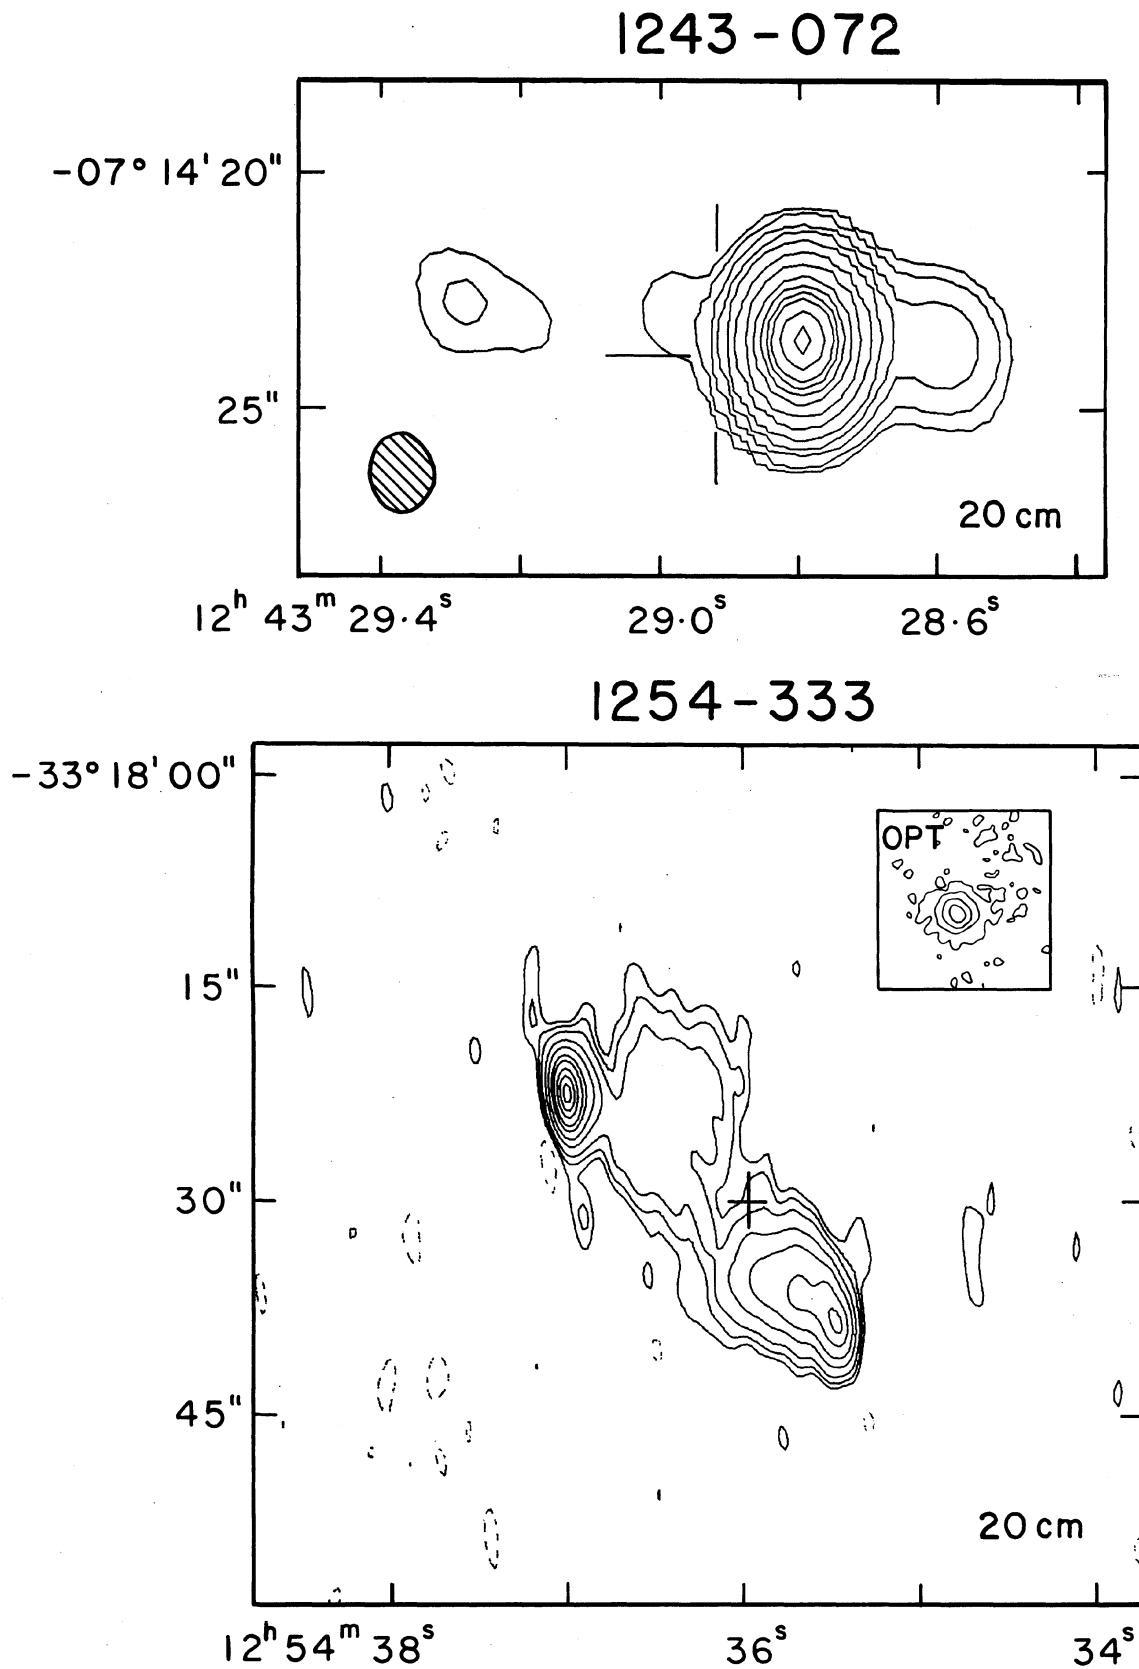 1243-072
-07° 14' 20"
25"
20 cm
12ʰ 43ᵐ 29.4ˢ 29.0ˢ 28.6ˢ
1254-333
-33° 18' 00"
OPT
15"
30"
45"
20 cm
12ʰ 54ᵐ 38ˢ 36ˢ 34ˢ